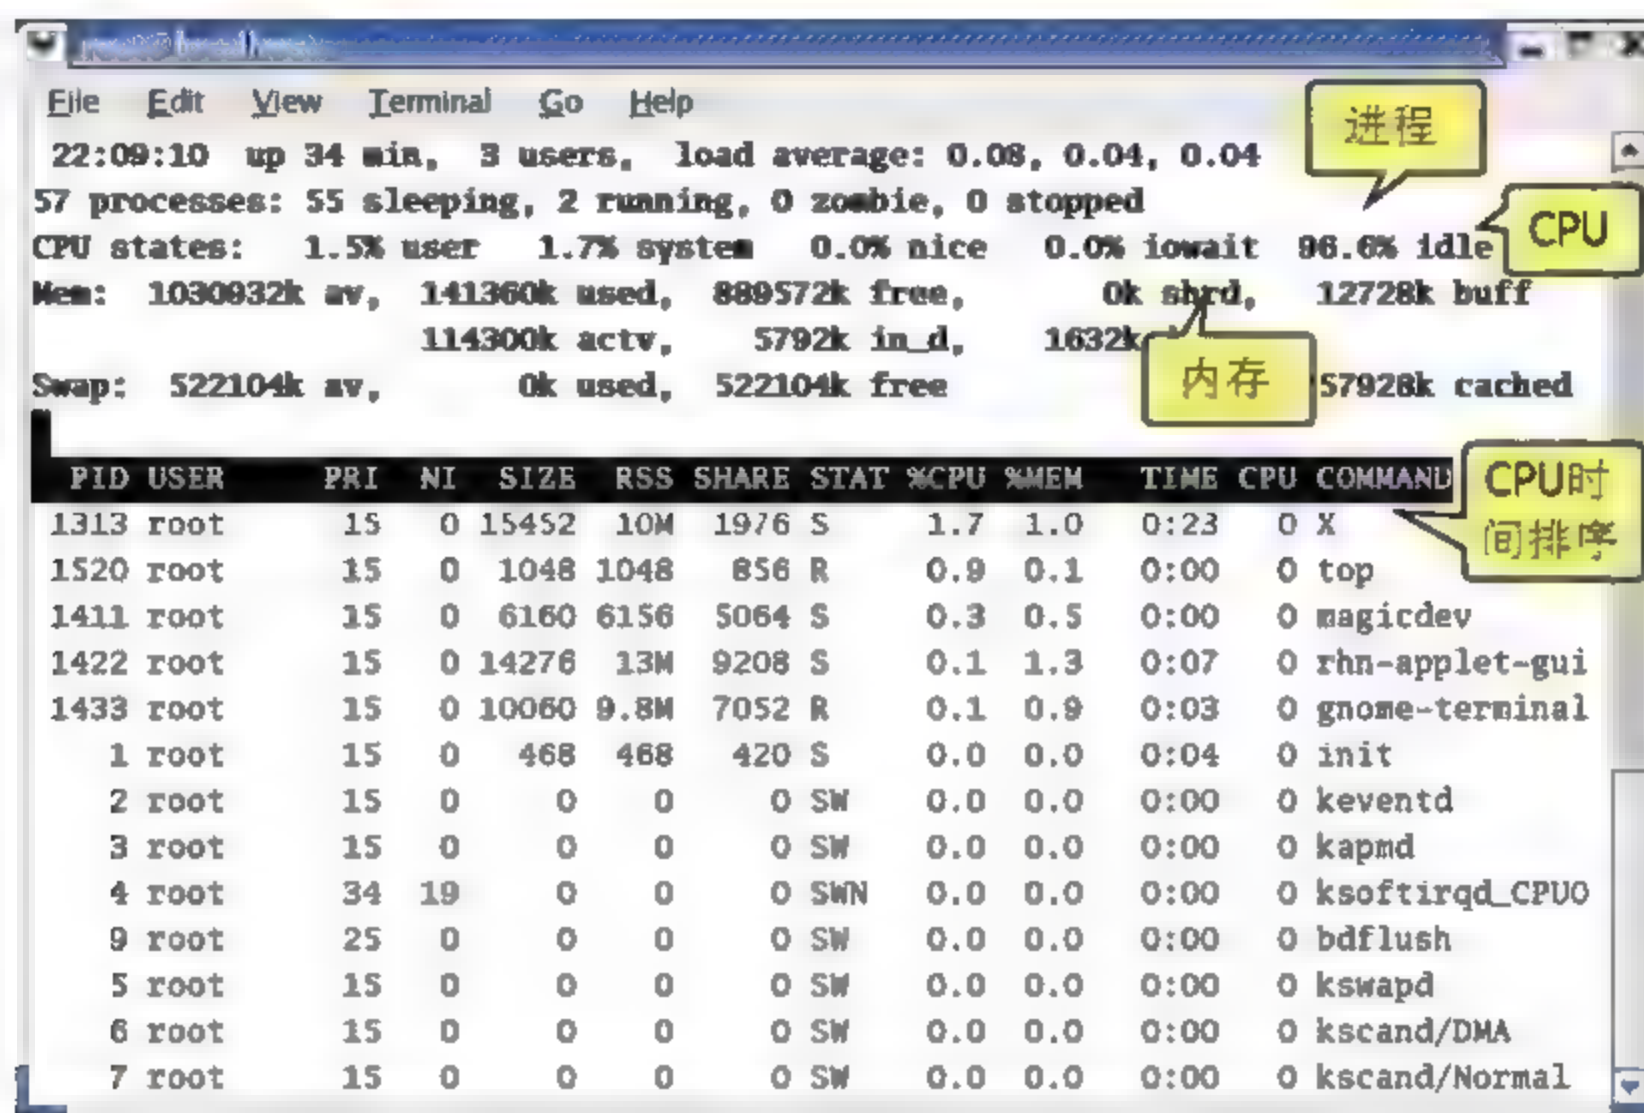 File Edit View Terminal Go Help
进程
22:09:10 up 34 min, 3 users, load average: 0.08, 0.04, 0.04
57 processes: 55 sleeping, 2 running, 0 zombie, 0 stopped
CPU
CPU states: 1.5% user 1.7% system 0.0% nice 0.0% iowait 96.6% idle
Mem: 1030932k av, 141360k used, 889572k free, 0k shrd, 12728k buff
114300k actv, 5792k in_d, 1632k
内存
Swap: 522104k av, 0k used, 522104k free 57928k cached
PID USER PRI NI SIZE RSS SHARE STAT %CPU %MEM TIME CPU COMMAND
CPU时
间排序
1313 root 15 0 15452 10M 1976 S 1.7 1.0 0:23 0 X
1520 root 15 0 1048 1048 856 R 0.9 0.1 0:00 0 top
1411 root 15 0 6160 6156 5064 S 0.3 0.5 0:00 0 magicdev
1422 root 15 0 14276 13M 9208 S 0.1 1.3 0:07 0 rhn-applet-gui
1433 root 15 0 10060 9.8M 7052 R 0.1 0.9 0:03 0 gnome-terminal
1 root 15 0 468 468 420 S 0.0 0.0 0:04 0 init
2 root 15 0 0 0 0 SW 0.0 0.0 0:00 0 keventd
3 root 15 0 0 0 0 SW 0.0 0.0 0:00 0 kapmd
4 root 34 19 0 0 0 SWN 0.0 0.0 0:00 0 ksoftirqd_CPU0
9 root 25 0 0 0 0 SW 0.0 0.0 0:00 0 bdflush
5 root 15 0 0 0 0 SW 0.0 0.0 0:00 0 kswapd
6 root 15 0 0 0 0 SW 0.0 0.0 0:00 0 kscand/DMA
7 root 15 0 0 0 0 SW 0.0 0.0 0:00 0 kscand/Normal